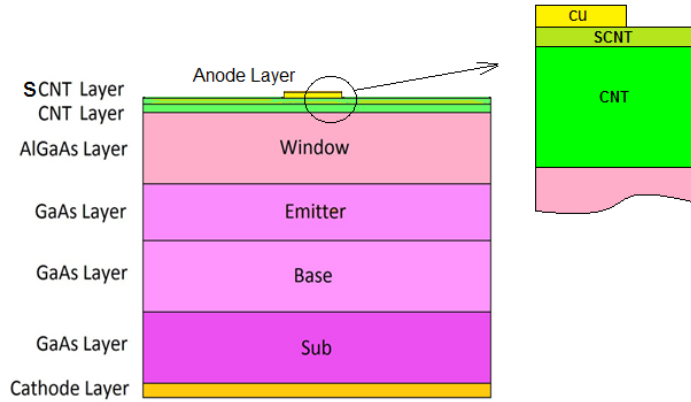 Anode Layer
SCNT Layer
CNT Layer
AlGaAs Layer
Window
GaAs Layer
Emitter
GaAs Layer
Base
GaAs Layer
Sub
Cathode Layer
cu
SCNT
CNT